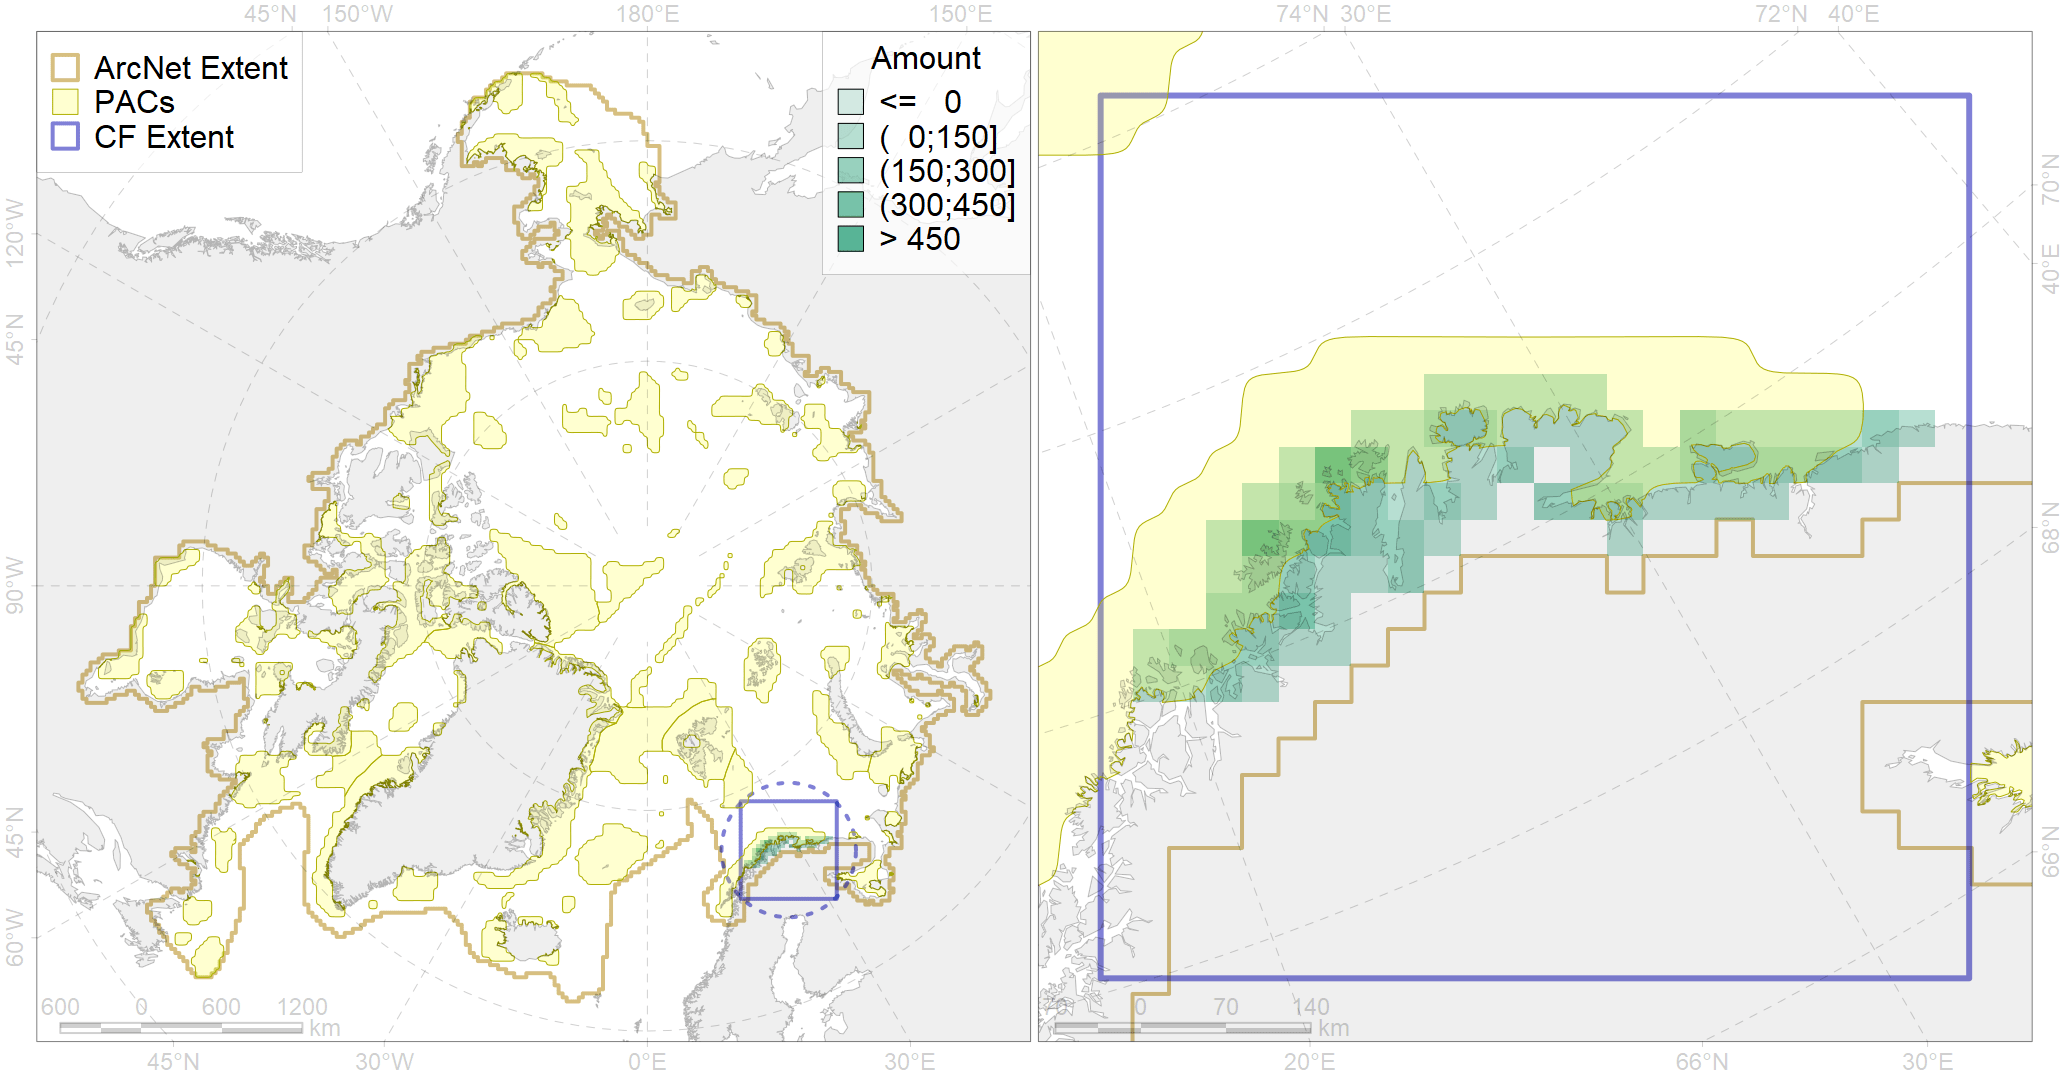 45°N 150°W 180°E 150°E 74°N 30°E 72°N 40°E
ArcNet Extent
PACs
CF Extent
Amount
<= 0
( 0;150]
(150;300]
(300;450]
> 450
120°W
45°N
90°W
45°N
60°W
70°N
40°E
68°N
66°N
600 0 600 1200
km
0 70 140
km
45°N 30°W 0°E 30°E 20°E 66°N 30°E